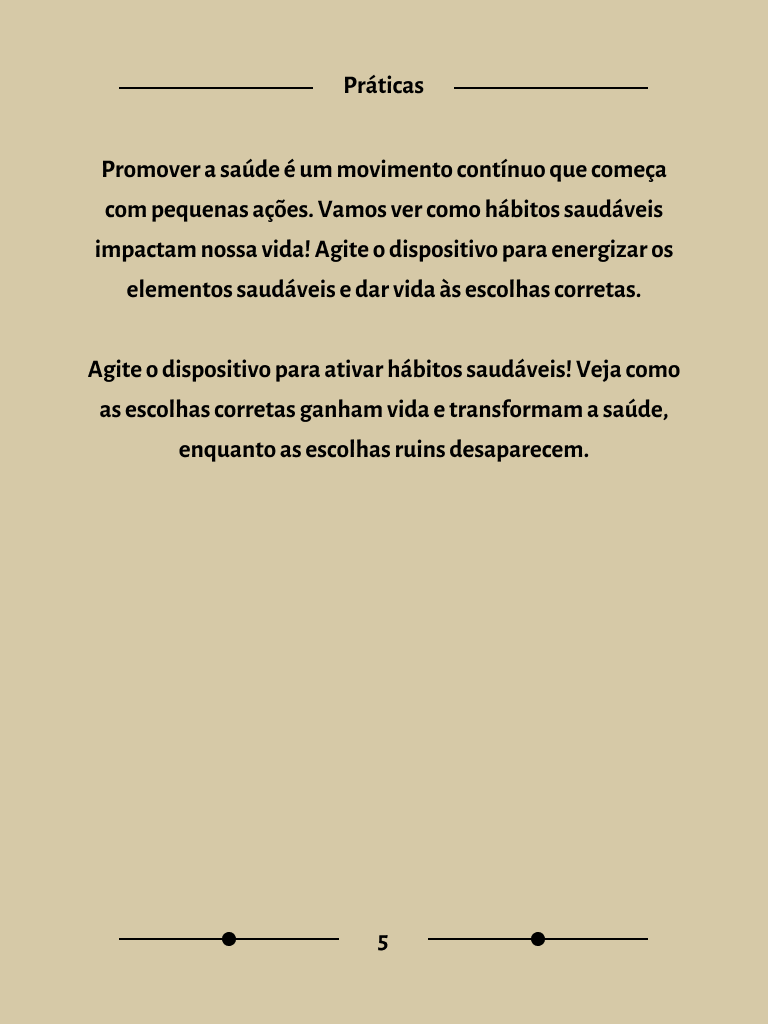 Práticas
Promover a saúde é um movimento contínuo que começa
com pequenas ações. Vamos ver como hábitos saudáveis
impactam nossa vida! Agite o dispositivo para energizar os
elementos saudáveis e dar vida às escolhas corretas.
Agite o dispositivo para ativar hábitos saudáveis! Veja como
as escolhas corretas ganham vida e transformam a saúde,
enquanto as escolhas ruins desaparecem.
5